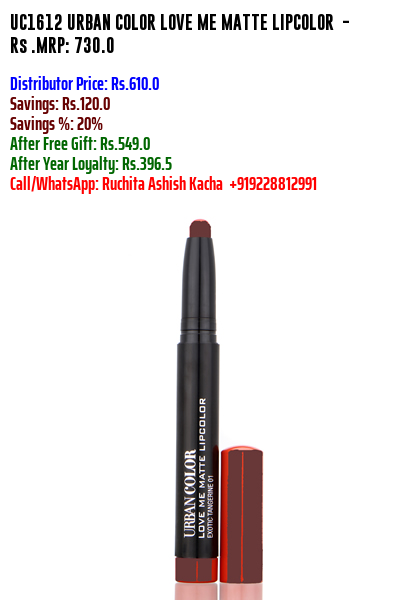 UC1612 URBAN COLOR LOVE ME MATTE LIPCOLOR -
Rs .MRP: 730.0
Distributor Price: Rs.610.0
Savings: Rs.120.0
Savings %: 20%
After Free Gift: Rs.549.0
After Year Loyalty: Rs.396.5
Call/WhatsApp: Ruchita Ashish Kacha +919228812991
URBAN COLOR
LOVE ME MATTE LIPCOLOR
EXOTIC TANGERINE 01